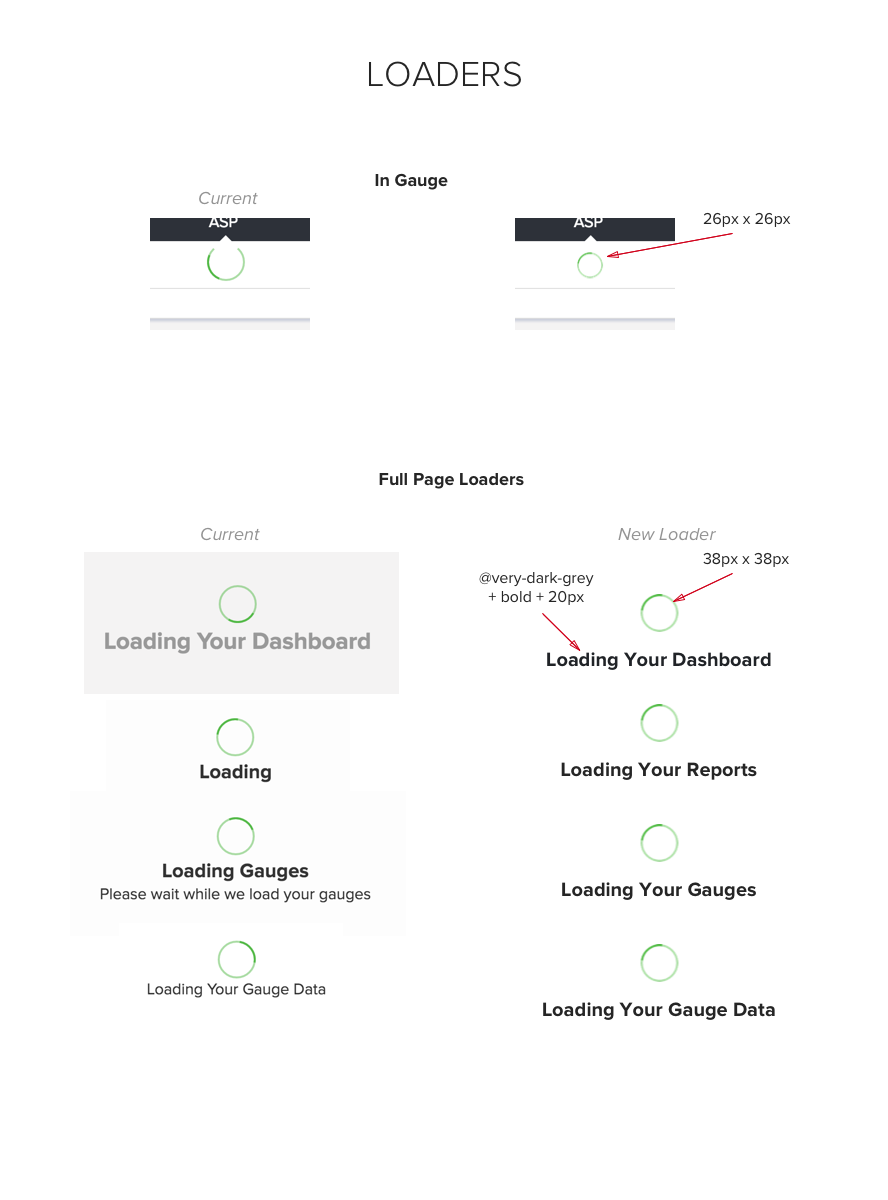 LOADERS
In Gauge
Current
ASP
ASP
26px x 26px
Full Page Loaders
Current
New Loader
38px x 38px
@very-dark-grey
+ bold + 20px
Loading Your Dashboard
Loading Your Dashboard
Loading
Loading Your Reports
Loading Gauges
Please wait while we load your gauges
Loading Your Gauges
Loading Your Gauge Data
Loading Your Gauge Data